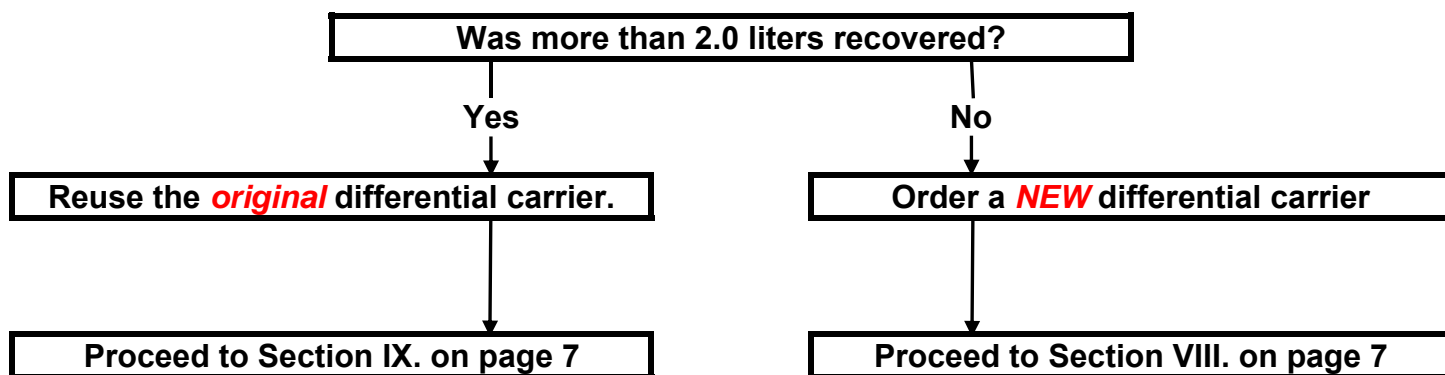 Was more than 2.0 liters recovered?
Yes
No
Reuse the original differential carrier.
Order a NEW differential carrier
Proceed to Section IX. on page 7
Proceed to Section VIII. on page 7